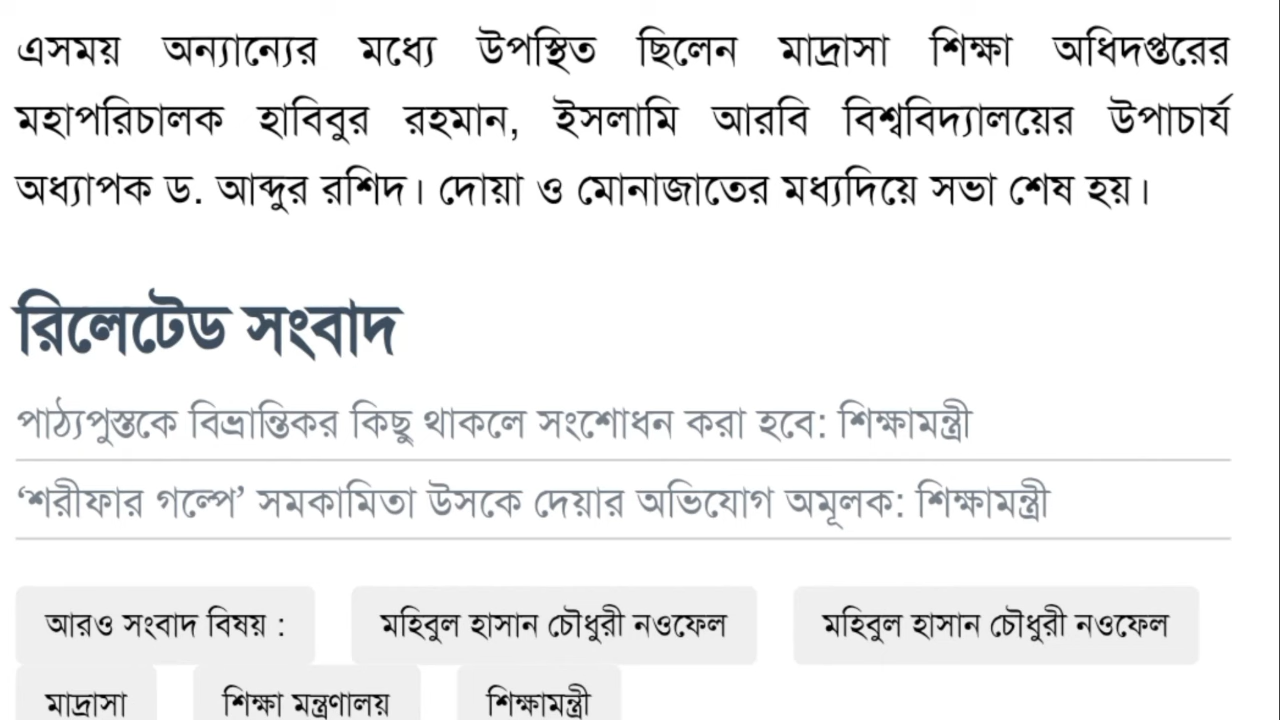 এসময় অন্যান্যের মধ্যে উপস্থিত ছিলেন মাদ্রাসা শিক্ষা অধিদপ্তরের
মহাপরিচালক হাবিবুর রহমান, ইসলামি আরবি বিশ্ববিদ্যালয়ের উপাচার্য
অধ্যাপক ড. আব্দুর রশিদ। দোয়া ও মোনাজাতের মধ্যদিয়ে সভা শেষ হয়।
রিলেটেড সংবাদ
পাঠ্যপুস্তকে বিভ্রান্তিকর কিছু থাকলে সংশোধন করা হবে: শিক্ষামন্ত্রী
‘শরীফার গল্পে’ সমকামিতা উসকে দেয়ার অভিযোগ অমূলক: শিক্ষামন্ত্রী
আরও সংবাদ বিষয় : মহিবুল হাসান চৌধুরী নওফেল মহিবুল হাসান চৌধুরী নওফেল
মাদ্রাসা শিক্ষা মন্ত্রণালয় শিক্ষামন্ত্রী